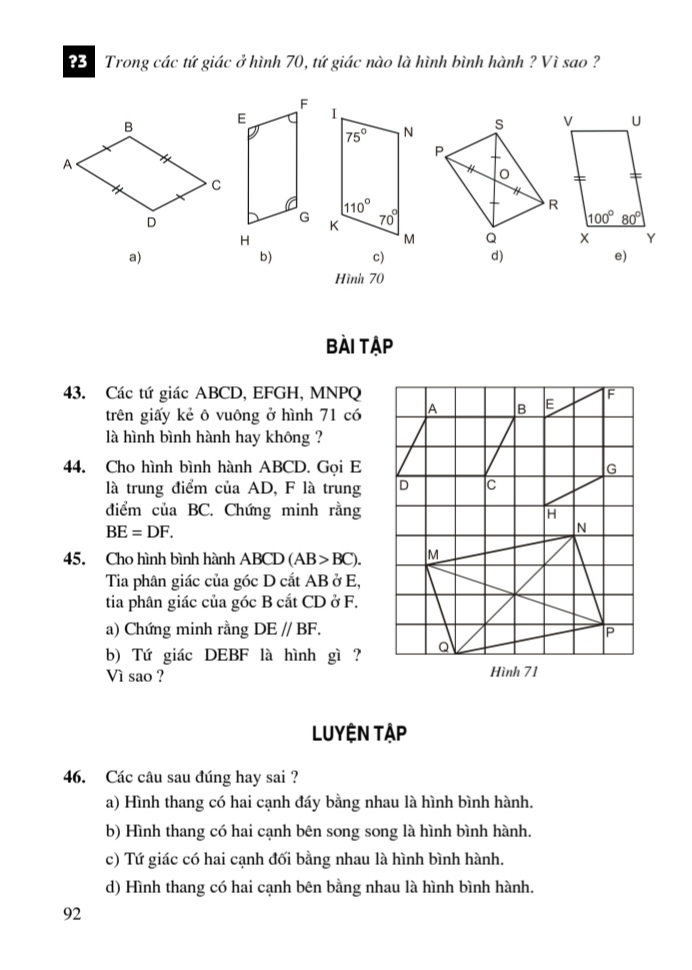 ?3 Trong các tứ giác ở hình 70, tứ giác nào là hình bình hành ? Vì sao ?
A B C D
a)
E F G H
b)
I N M K 75° 110° 70°
c)
S P O R Q
d)
V U X Y 100° 80°
e)
Hình 70
BÀI TẬP
43. Các tứ giác ABCD, EFGH, MNPQ
trên giấy kẻ ô vuông ở hình 71 có
là hình bình hành hay không ?
44. Cho hình bình hành ABCD. Gọi E
là trung điểm của AD, F là trung
điểm của BC. Chứng minh rằng
BE = DF.
45. Cho hình bình hành ABCD (AB > BC).
Tia phân giác của góc D cắt AB ở E,
tia phân giác của góc B cắt CD ở F.
a) Chứng minh rằng DE // BF.
b) Tứ giác DEBF là hình gì ?
Vì sao ?
A B E F
D C G
H
N
M
Q P
Hình 71
LUYỆN TẬP
46. Các câu sau đúng hay sai ?
a) Hình thang có hai cạnh đáy bằng nhau là hình bình hành.
b) Hình thang có hai cạnh bên song song là hình bình hành.
c) Tứ giác có hai cạnh đối bằng nhau là hình bình hành.
d) Hình thang có hai cạnh bên bằng nhau là hình bình hành.
92